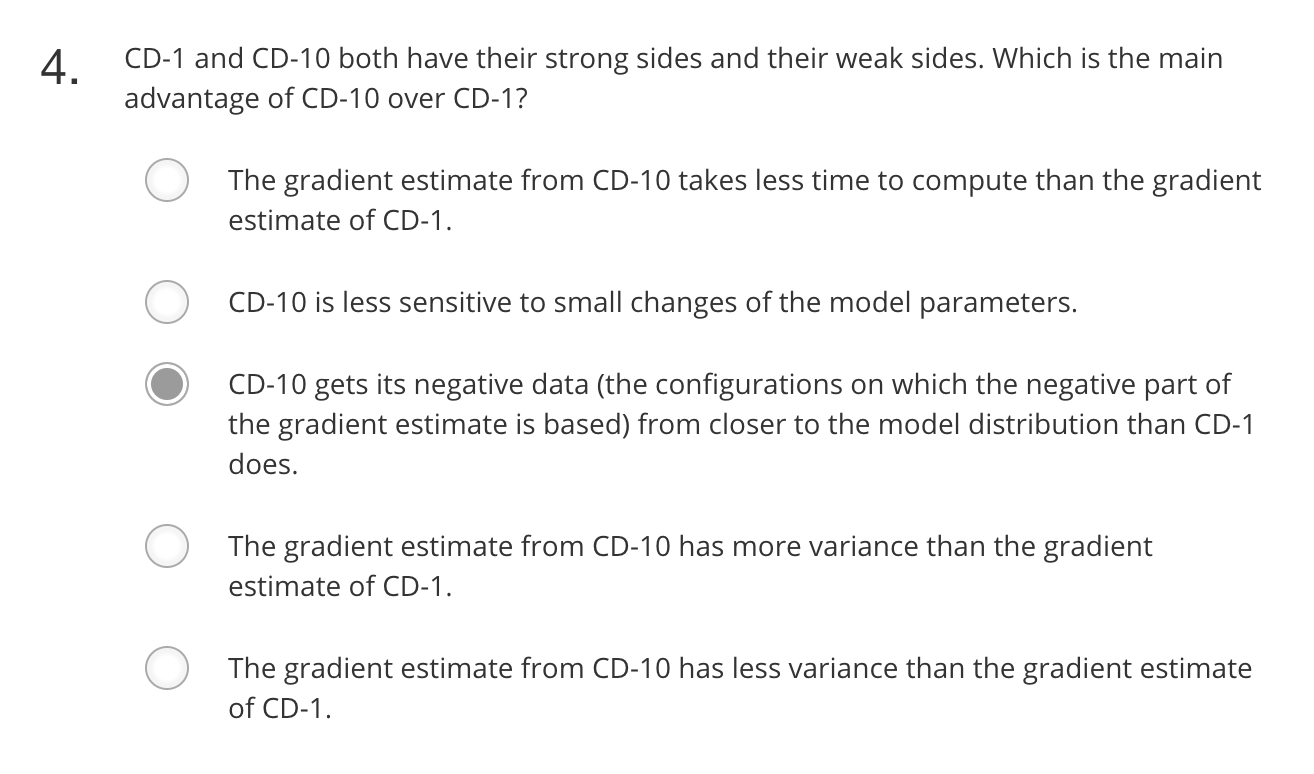 4. CD-1 and CD-10 both have their strong sides and their weak sides. Which is the main
advantage of CD-10 over CD-1?
The gradient estimate from CD-10 takes less time to compute than the gradient
estimate of CD-1.
CD-10 is less sensitive to small changes of the model parameters.
CD-10 gets its negative data (the configurations on which the negative part of
the gradient estimate is based) from closer to the model distribution than CD-1
does.
The gradient estimate from CD-10 has more variance than the gradient
estimate of CD-1.
The gradient estimate from CD-10 has less variance than the gradient estimate
of CD-1.